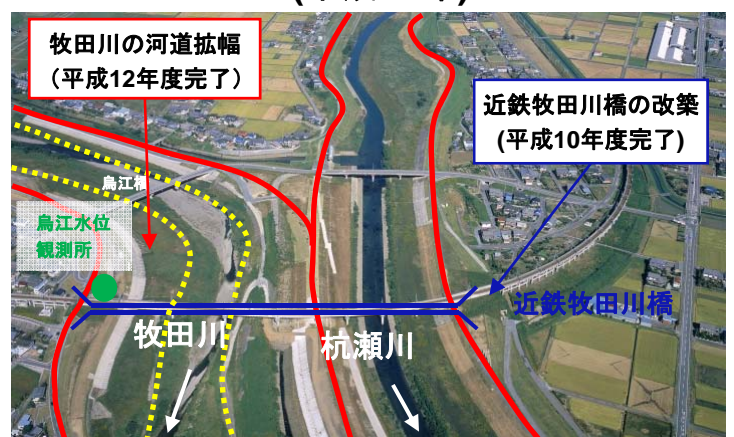 牧田川の河道拡幅
（平成12年度完了）
近鉄牧田川橋の改築
(平成10年度完了)
烏江橋
烏江水位
観測所
近鉄牧田川橋
牧田川
杭瀬川